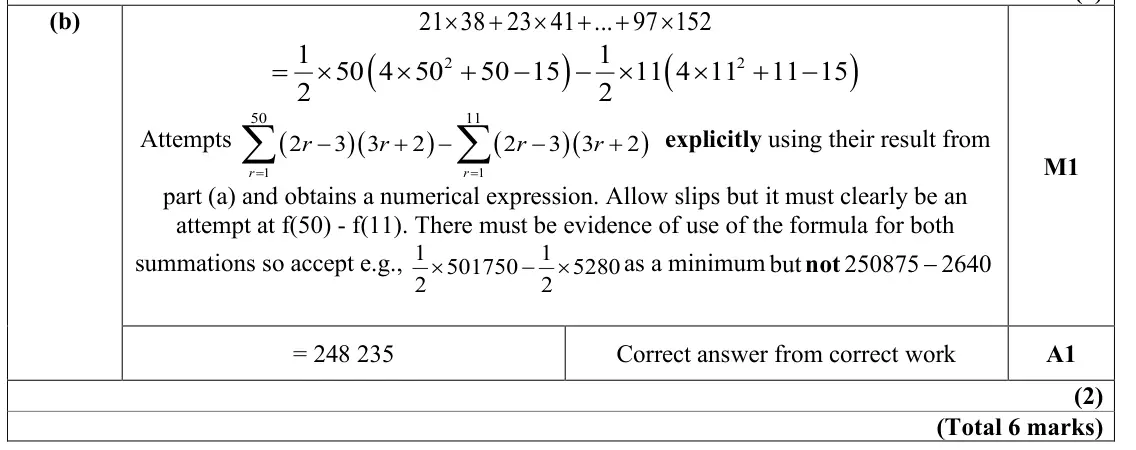 (b)
21×38+23×41+...+97×152
= 1/2 ×50(4×50²+50−15)− 1/2 ×11(4×11²+11−15)
Attempts ∑_{r=1}^{50} (2r−3)(3r+2)− ∑_{r=1}^{11} (2r−3)(3r+2) explicitly using their result from
part (a) and obtains a numerical expression. Allow slips but it must clearly be an
attempt at f(50) - f(11). There must be evidence of use of the formula for both
summations so accept e.g., 1/2 ×501750− 1/2 ×5280 as a minimum but not 250875−2640
M1
= 248 235 Correct answer from correct work A1
(2)
(Total 6 marks)